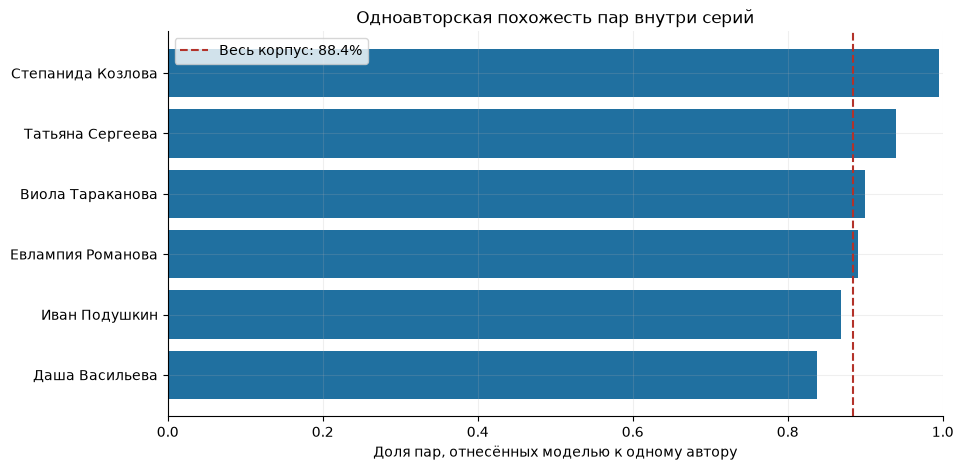 Одноавторская похожесть пар внутри серий
Весь корпус: 88.4%
Степанида Козлова
Татьяна Сергеева
Виола Тараканова
Евлампия Романова
Иван Подушкин
Даша Васильева
0.0 0.2 0.4 0.6 0.8 1.0
Доля пар, отнесённых моделью к одному автору